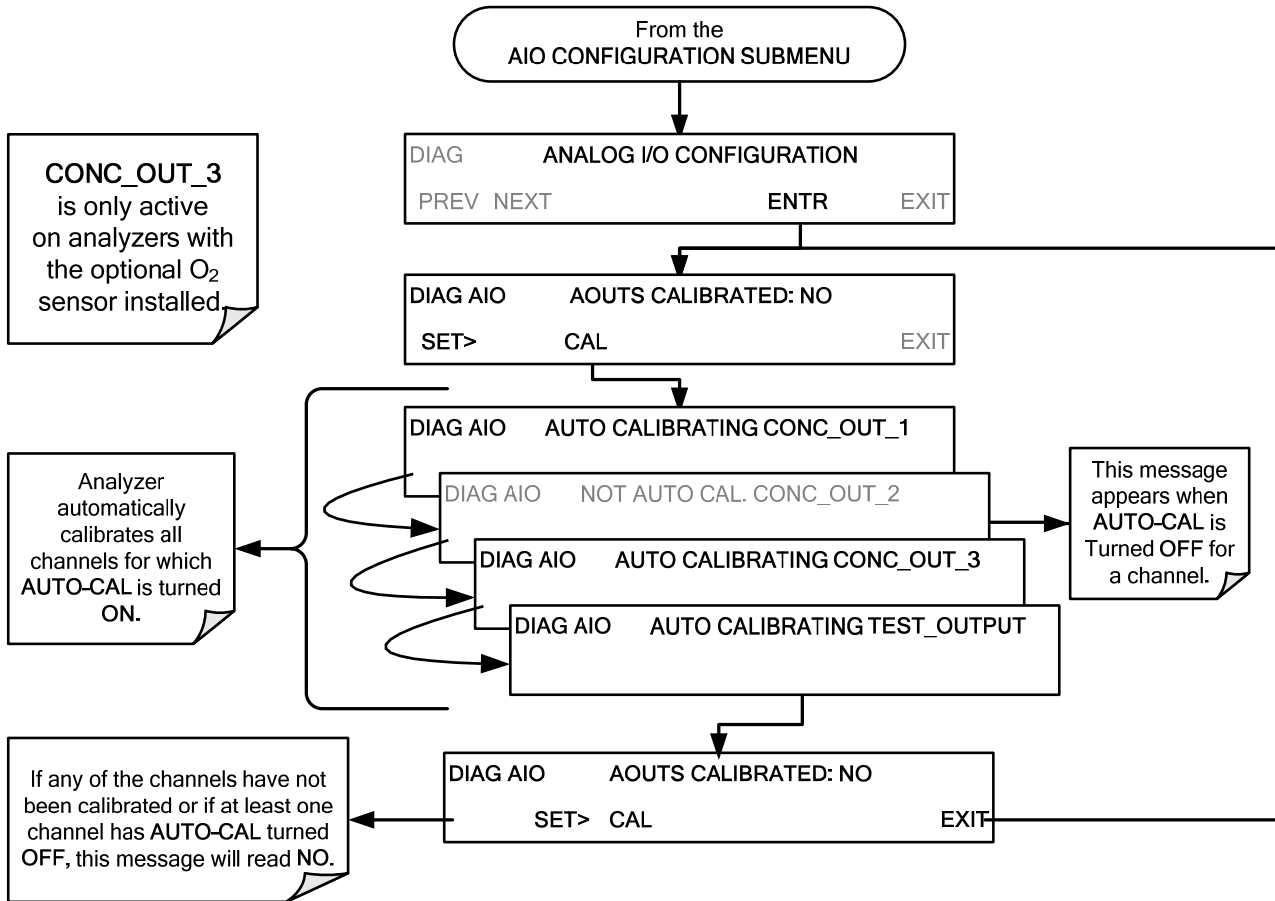 From the
AIO CONFIGURATION SUBMENU
CONC_OUT_3
is only active
on analyzers with
the optional O₂
sensor installed.
DIAG ANALOG I/O CONFIGURATION
PREV NEXT ENTR EXIT
DIAG AIO AOUTS CALIBRATED: NO
SET> CAL EXIT
DIAG AIO AUTO CALIBRATING CONC_OUT_1
DIAG AIO NOT AUTO CAL. CONC_OUT_2
DIAG AIO AUTO CALIBRATING CONC_OUT_3
DIAG AIO AUTO CALIBRATING TEST_OUTPUT
Analyzer
automatically
calibrates all
channels for which
AUTO-CAL is turned
ON.
This message
appears when
AUTO-CAL is
Turned OFF for
a channel.
DIAG AIO AOUTS CALIBRATED: NO
SET> CAL EXIT
If any of the channels have not
been calibrated or if at least one
channel has AUTO-CAL turned
OFF, this message will read NO.